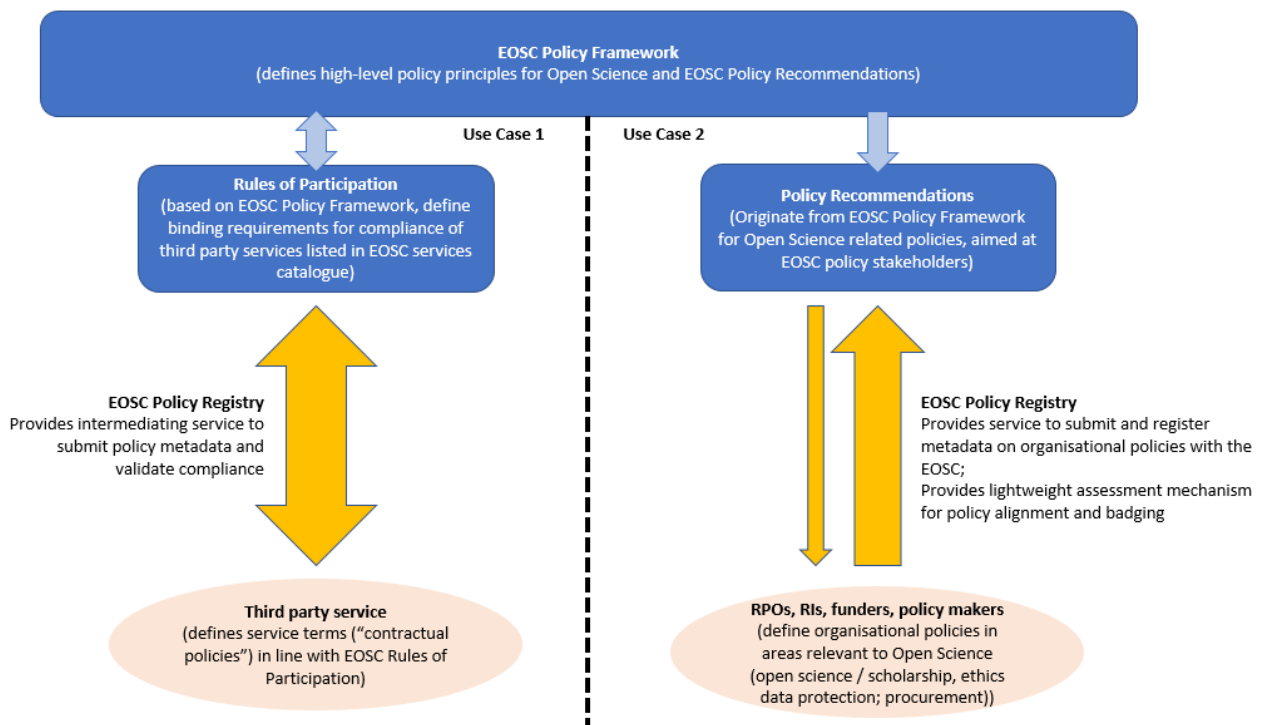 EOSC Policy Framework
(defines high-level policy principles for Open Science and EOSC Policy Recommendations)
Use Case 1
Use Case 2
Rules of Participation
(based on EOSC Policy Framework, define
binding requirements for compliance of
third party services listed in EOSC services
catalogue)
Policy Recommendations
(Originate from EOSC Policy Framework
for Open Science related policies, aimed at
EOSC policy stakeholders)
EOSC Policy Registry
Provides intermediating service to
submit policy metadata and
validate compliance
EOSC Policy Registry
Provides service to submit and register
metadata on organisational policies with the
EOSC;
Provides lightweight assessment mechanism
for policy alignment and badging
Third party service
(defines service terms (“contractual
policies”) in line with EOSC Rules of
Participation)
RPOs, RIs, funders, policy makers
(define organisational policies in
areas relevant to Open Science
(open science / scholarship, ethics
data protection; procurement))